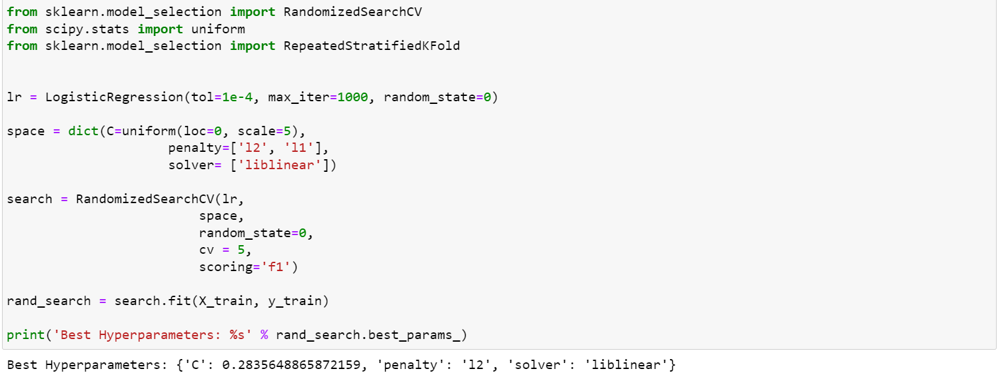 from sklearn.model_selection import RandomizedSearchCV
from scipy.stats import uniform
from sklearn.model_selection import RepeatedStratifiedKFold
lr = LogisticRegression(tol=1e-4, max_iter=1000, random_state=0)
space = dict(C=uniform(loc=0, scale=5),
penalty=['l2', 'l1'],
solver= ['liblinear'])
search = RandomizedSearchCV(lr,
space,
random_state=0,
cv = 5,
scoring='f1')
rand_search = search.fit(X_train, y_train)
print('Best Hyperparameters: %s' % rand_search.best_params_)
Best Hyperparameters: {'C': 0.2835648865872159, 'penalty': 'l2', 'solver': 'liblinear'}